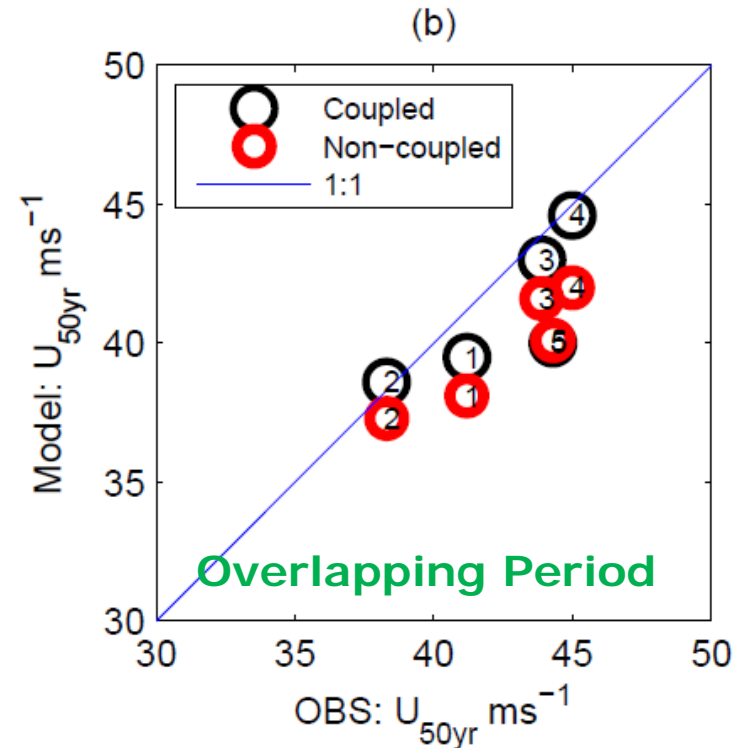 (b)
50
Coupled
Non−coupled
1:1
45
4
3
3
4
40
5
1
2
1
2
35
Overlapping Period
30
30 35 40 45 50
Model: U50yr ms−1
OBS: U50yr ms−1